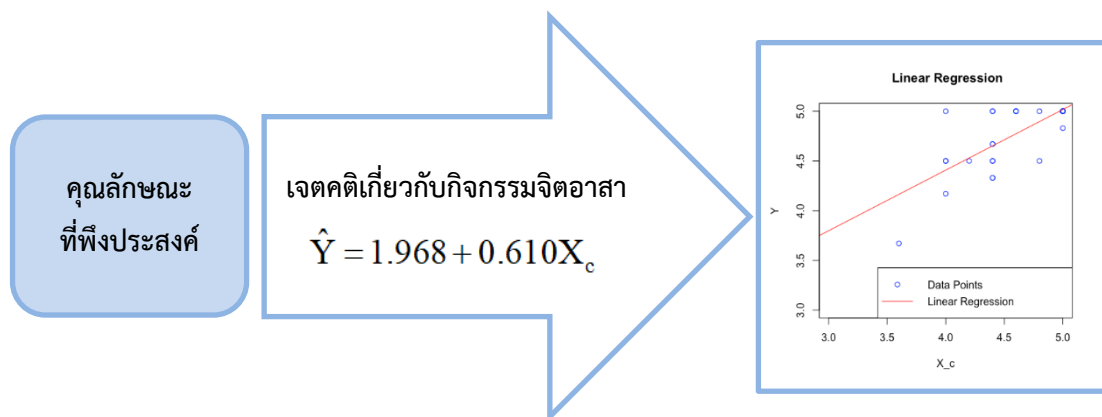 คุณลักษณะ
ที่พึงประสงค์
เจตคติเกี่ยวกับกิจกรรมจิตอาสา
Ŷ = 1.968 + 0.610X_c
Linear Regression
5.0
4.5
4.0
3.5
3.0
Y
Data Points
Linear Regression
3.0 3.5 4.0 4.5 5.0
X_c